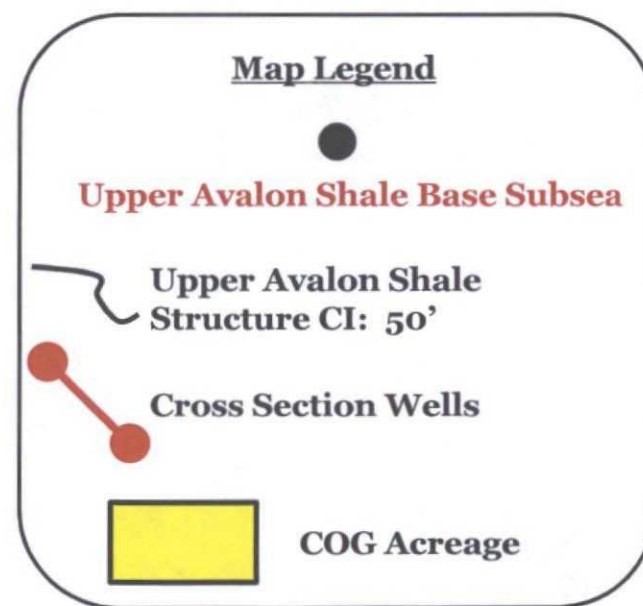 Map Legend
Upper Avalon Shale Base Subsea
Upper Avalon Shale
Structure CI: 50'
Cross Section Wells
COG Acreage